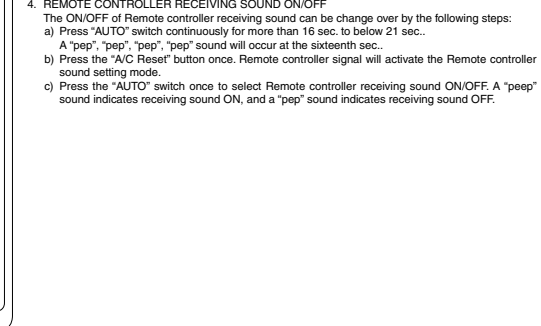 4. REMOTE CONTROLLER RECEIVING SOUND ON/OFF
The ON/OFF of Remote controller receiving sound can be change over by the following steps:
a) Press “AUTO” switch continuously for more than 16 sec. to below 21 sec..
A “pep”, “pep”, “pep”, “pep” sound will occur at the sixteenth sec..
b) Press the “A/C Reset” button once. Remote controller signal will activate the Remote controller
sound setting mode.
c) Press the “AUTO” switch once to select Remote controller receiving sound ON/OFF. A “peep”
sound indicates receiving sound ON, and a “pep” sound indicates receiving sound OFF.